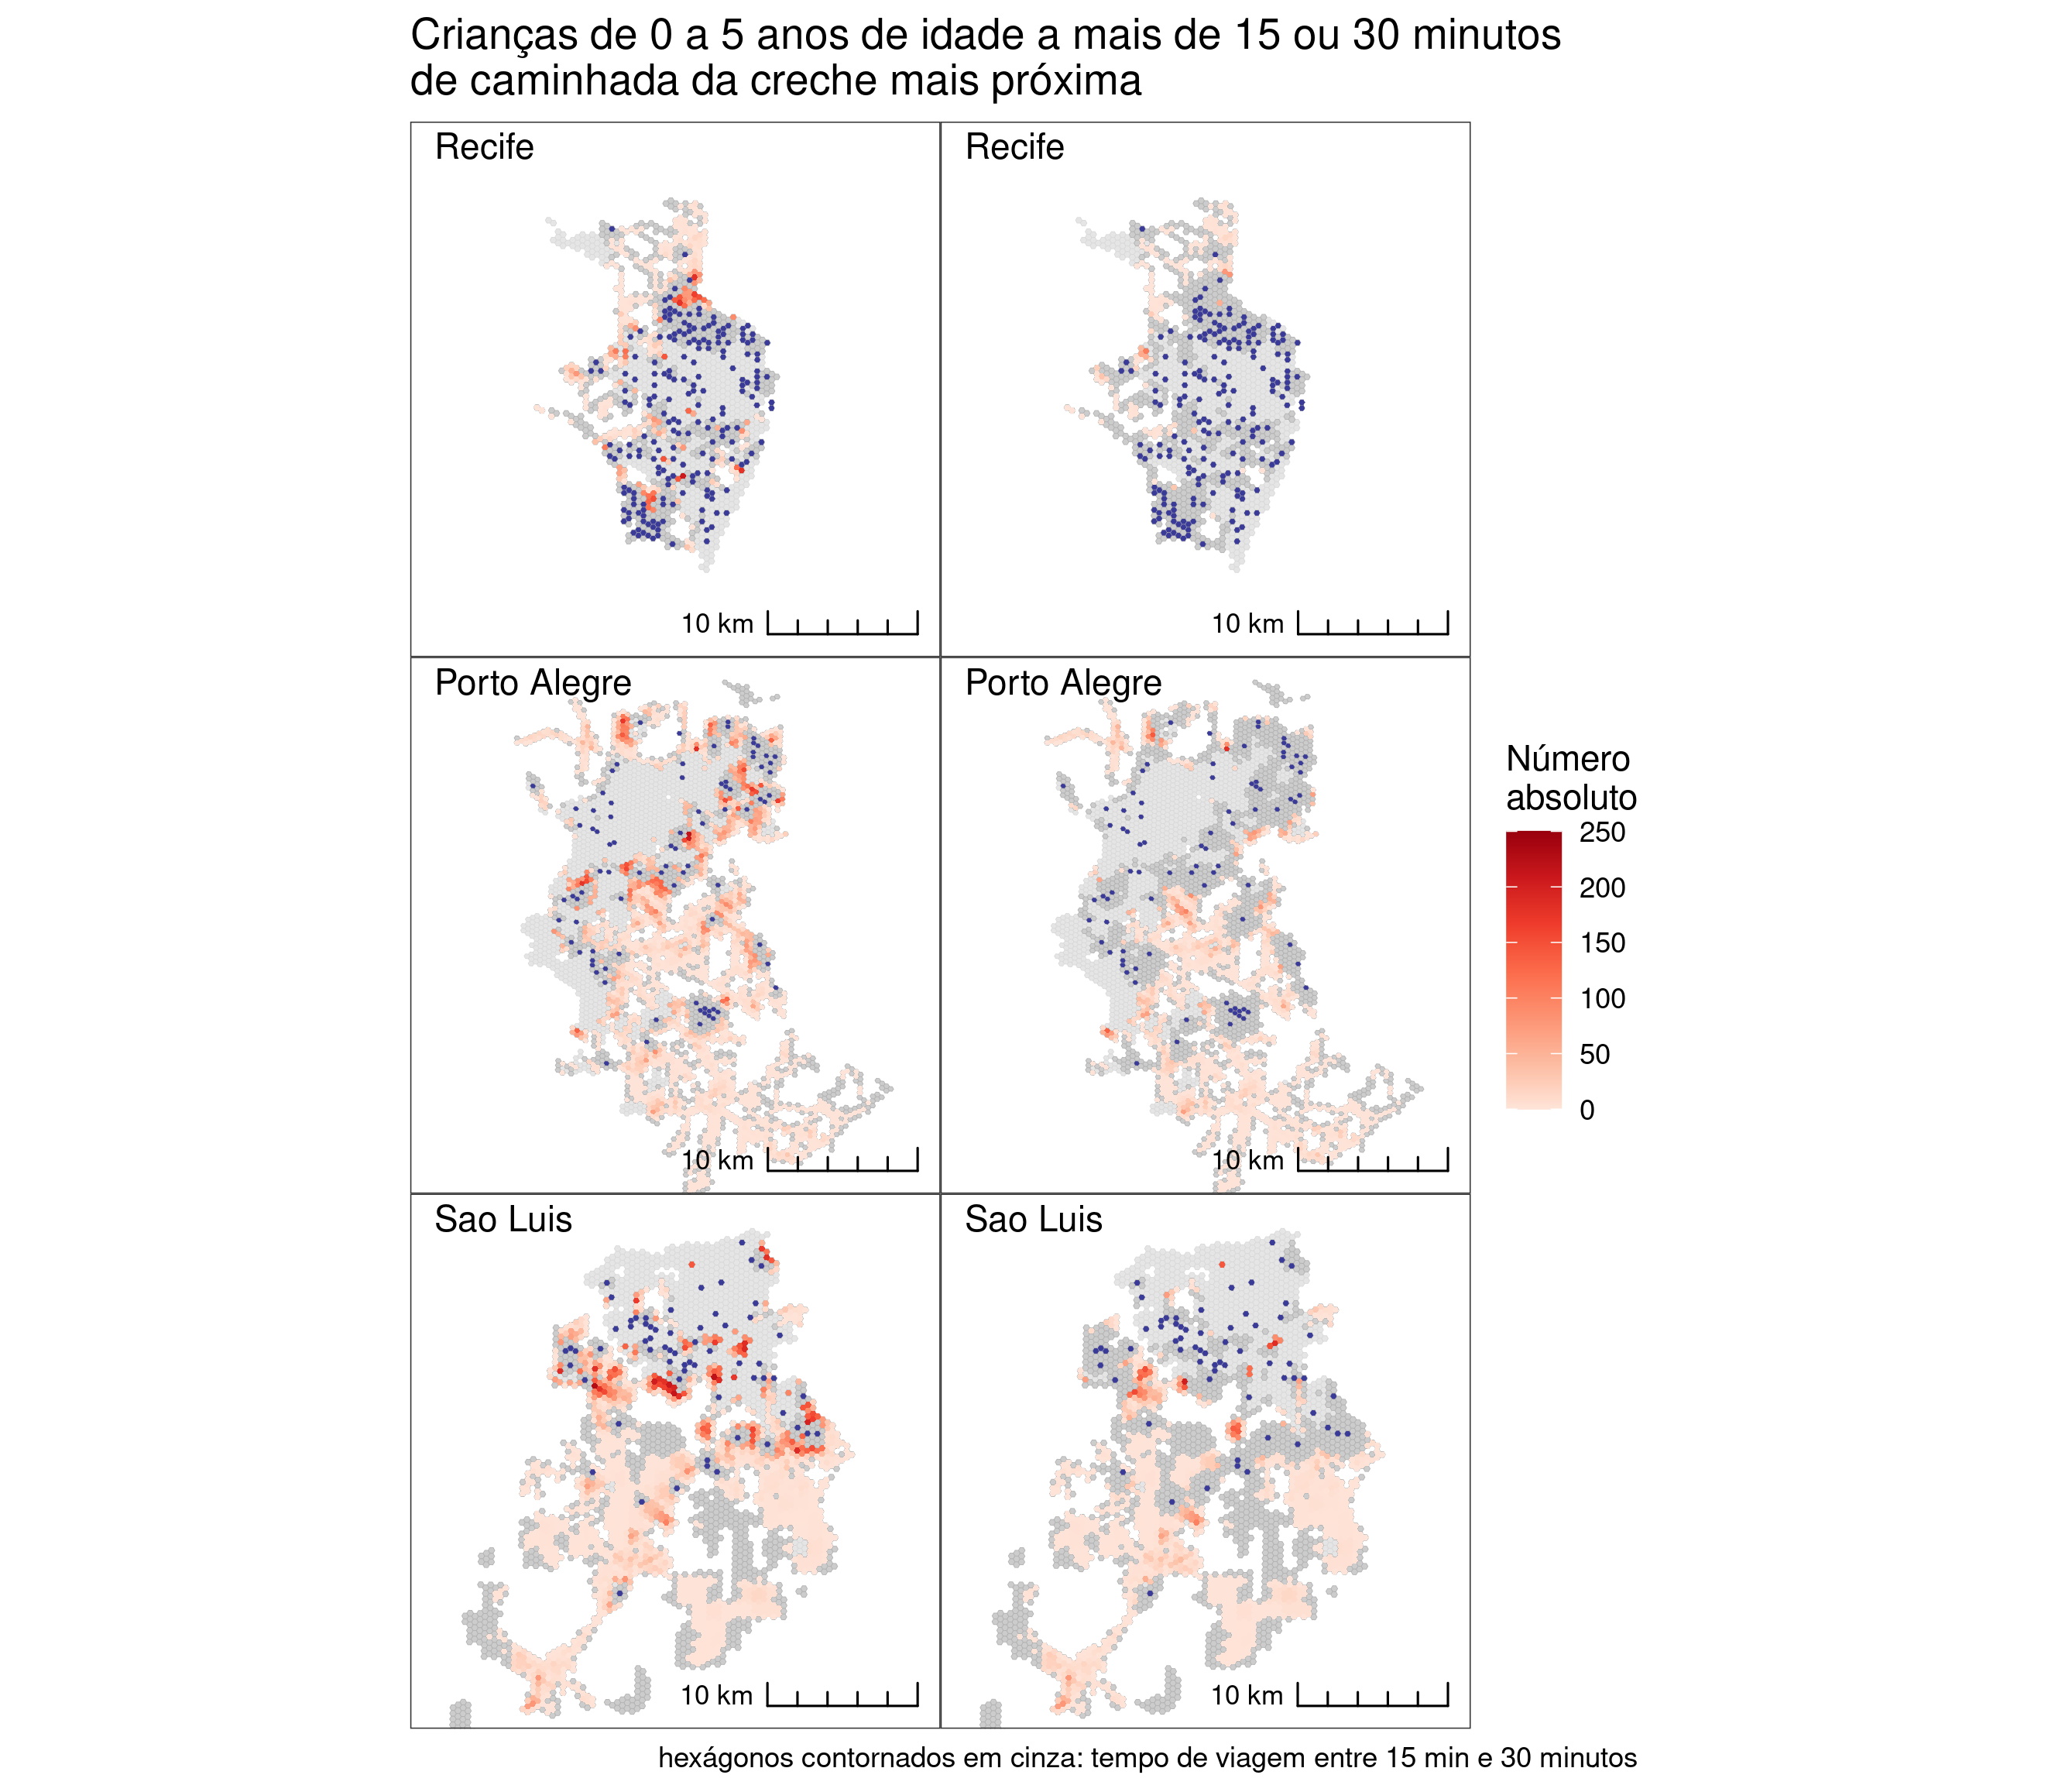 Crianças de 0 a 5 anos de idade a mais de 15 ou 30 minutos
de caminhada da creche mais próxima
Recife
Recife
10 km
10 km
Porto Alegre
Porto Alegre
10 km
10 km
Número
absoluto
250
200
150
100
50
0
Sao Luis
Sao Luis
10 km
10 km
hexágonos contornados em cinza: tempo de viagem entre 15 min e 30 minutos